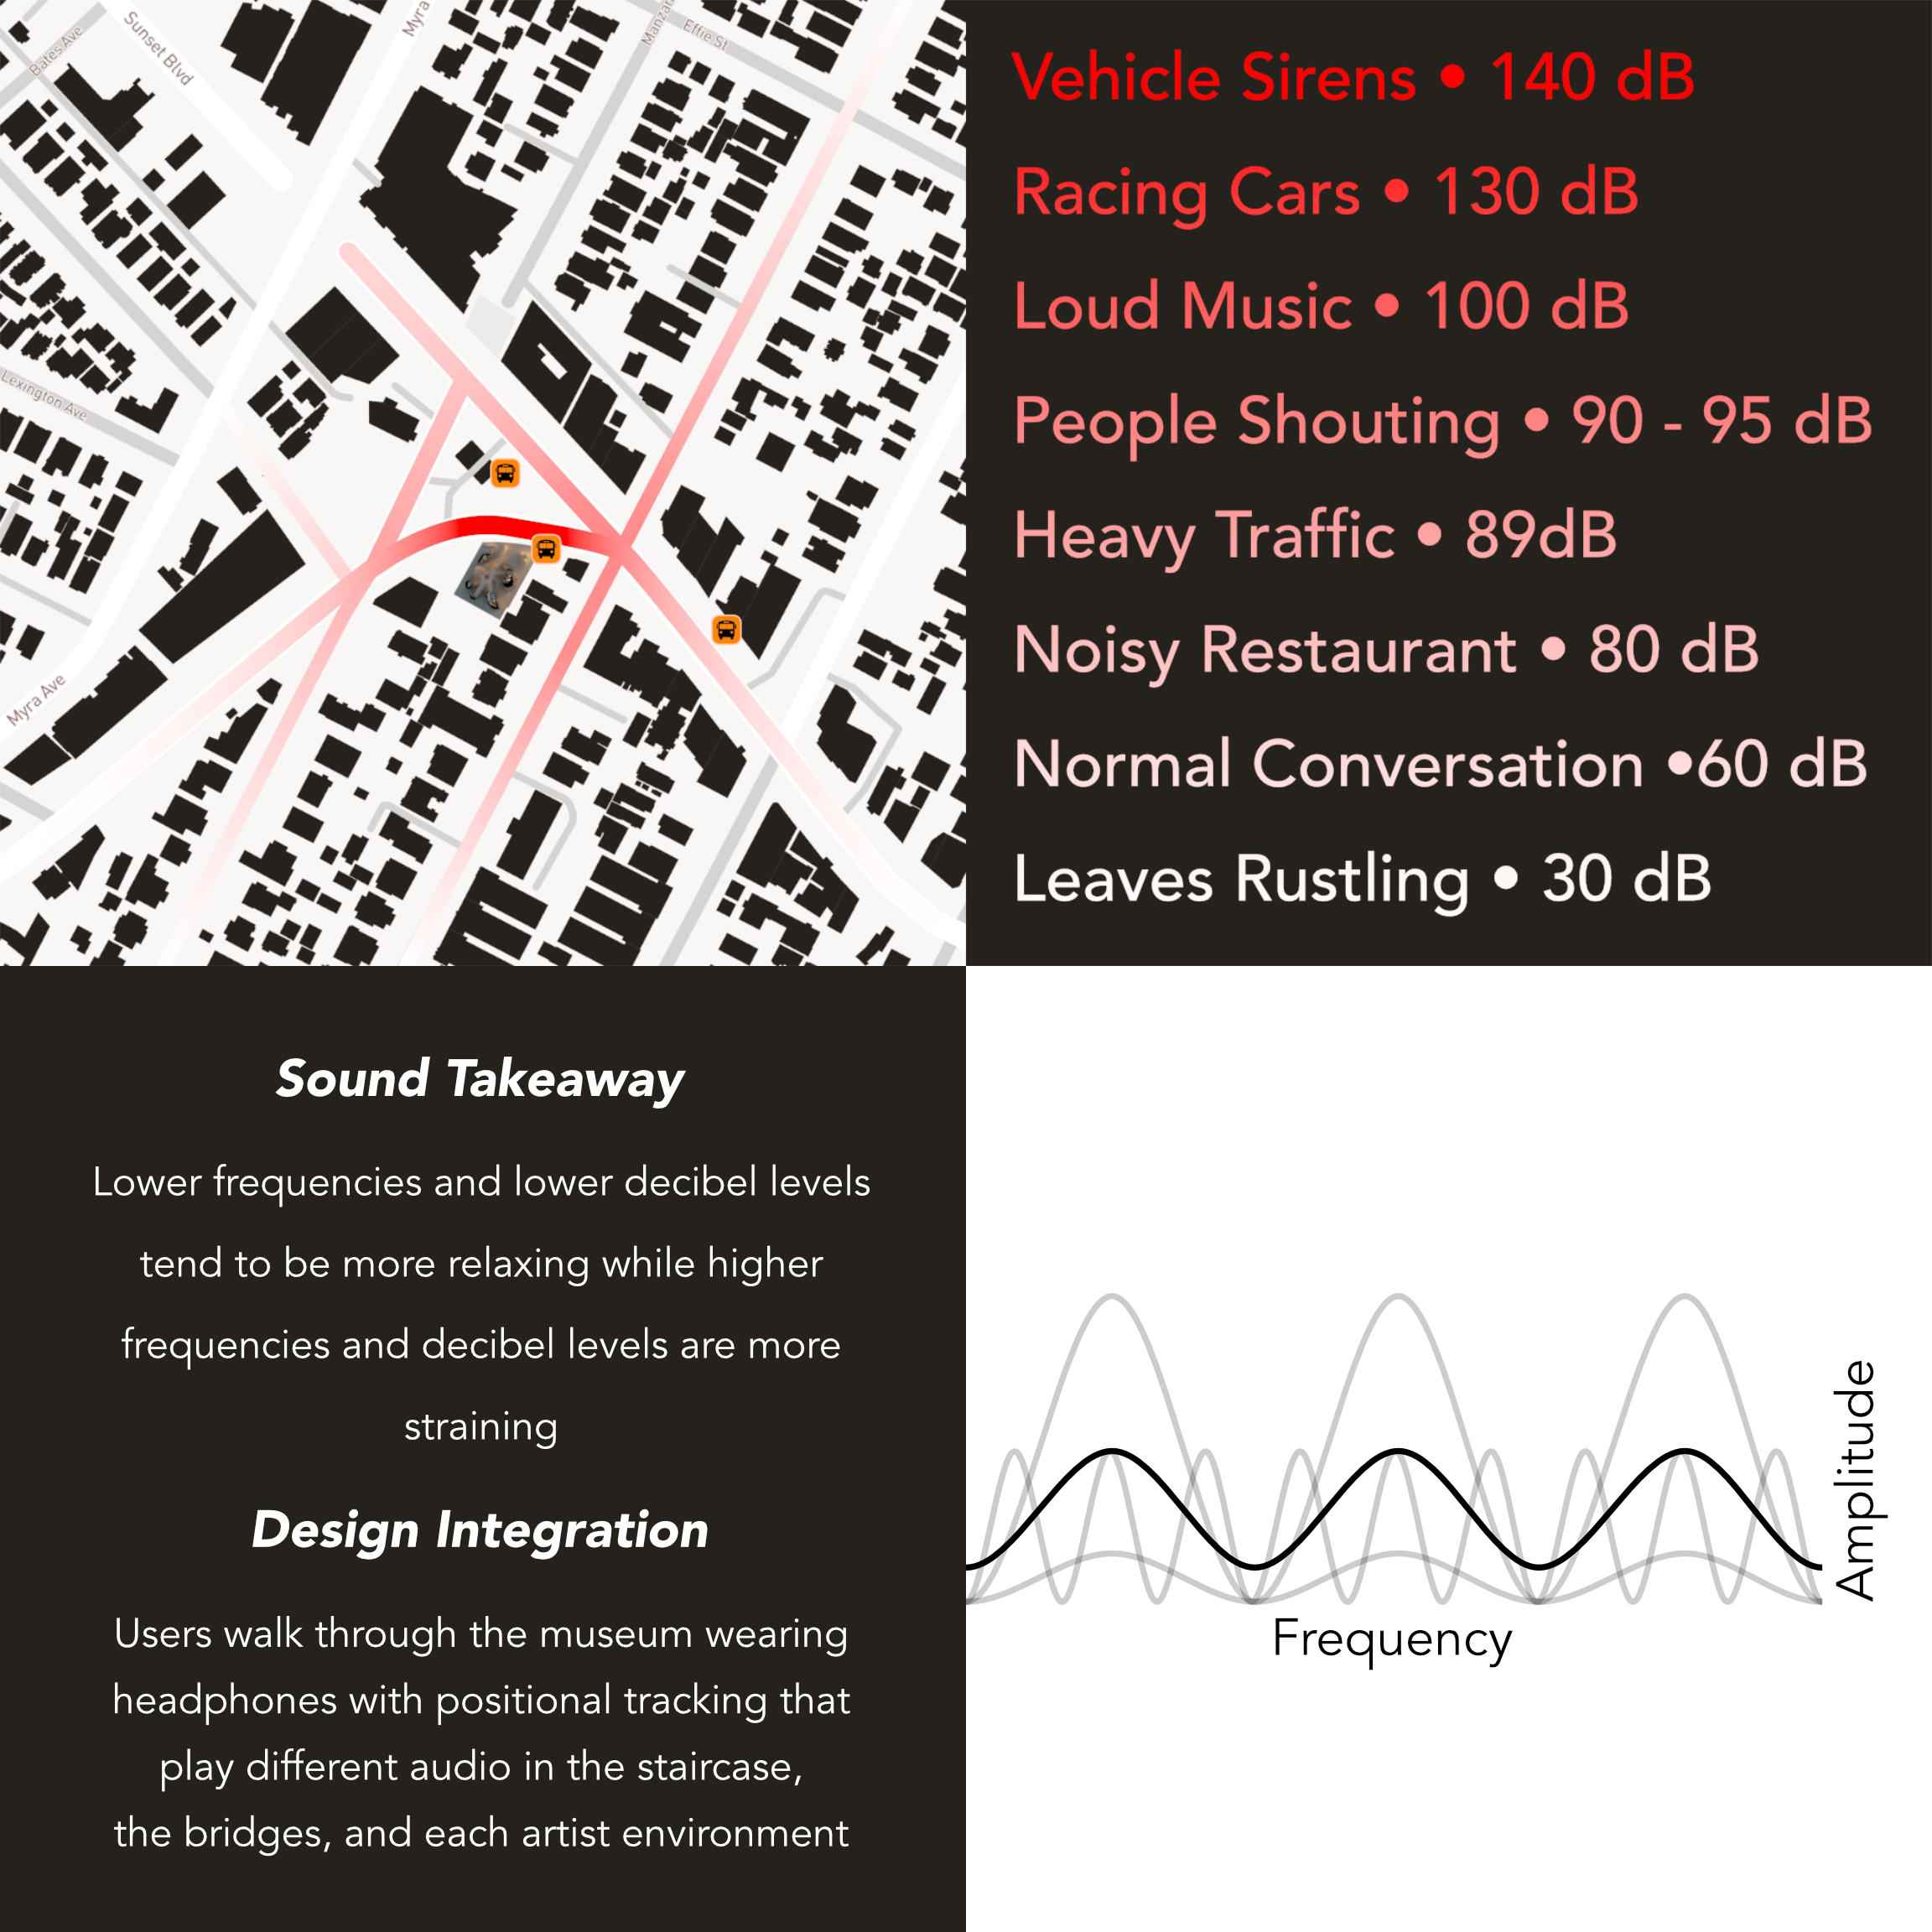 Bates Ave
Sunset Blvd
Myra
Manzan
Effie St
Lexington Ave
Myra Ave
Vehicle Sirens • 140 dB
Racing Cars • 130 dB
Loud Music • 100 dB
People Shouting • 90 - 95 dB
Heavy Traffic • 89dB
Noisy Restaurant • 80 dB
Normal Conversation •60 dB
Leaves Rustling • 30 dB
Sound Takeaway
Lower frequencies and lower decibel levels
tend to be more relaxing while higher
frequencies and decibel levels are more
straining
Design Integration
Users walk through the museum wearing
headphones with positional tracking that
play different audio in the staircase,
the bridges, and each artist environment
Amplitude
Frequency